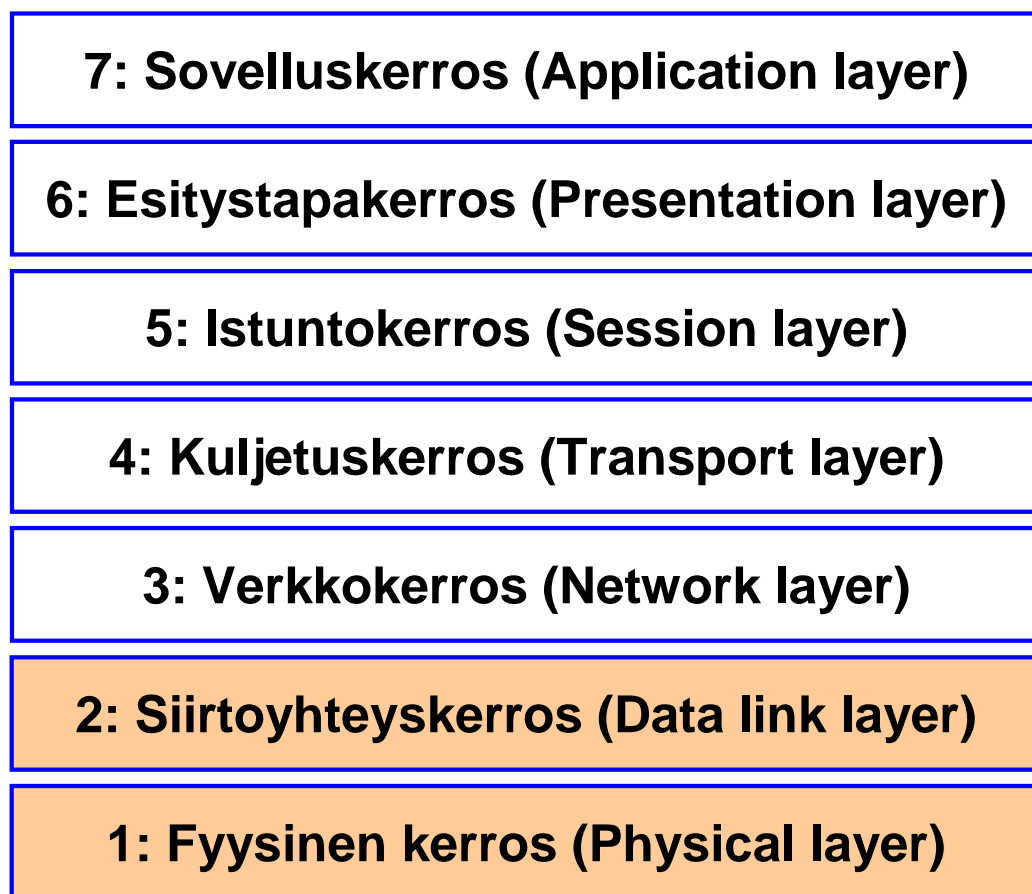 7: Sovelluskerros (Application layer)
6: Esitystapakerros (Presentation layer)
5: Istuntokerros (Session layer)
4: Kuljetuskerros (Transport layer)
3: Verkkokerros (Network layer)
2: Siirtoyhteyskerros (Data link layer)
1: Fyysinen kerros (Physical layer)